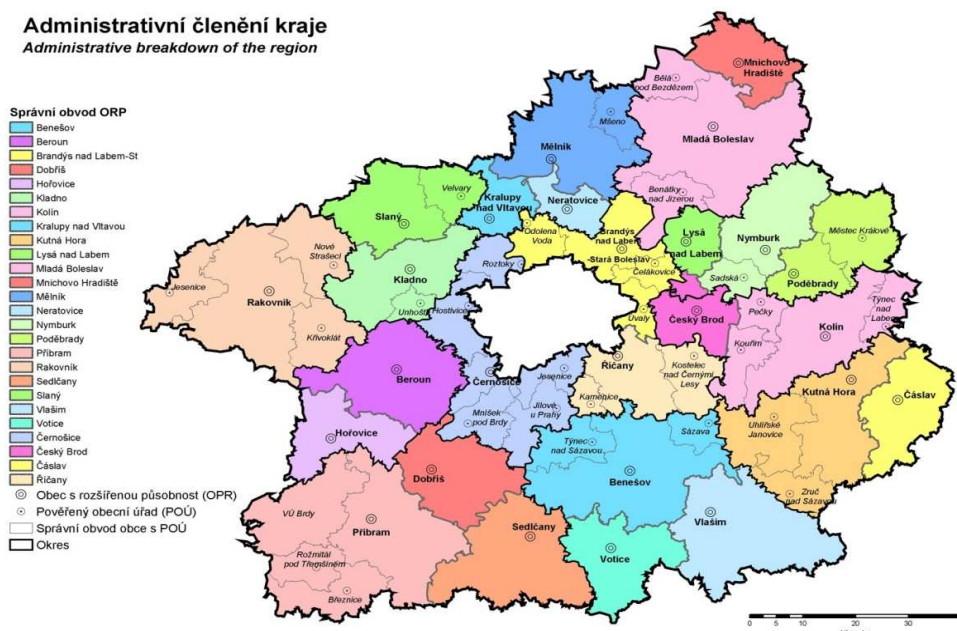 Administrativní členění kraje
Administrative breakdown of the region
Správní obvod ORP
Benešov
Beroun
Brandýs nad Labem-St
Dobříš
Hořovice
Kladno
Kolín
Kralupy nad Vltavou
Kutná Hora
Lysá nad Labem
Mladá Boleslav
Mnichovo Hradiště
Mělník
Neratovice
Nymburk
Poděbrady
Příbram
Rakovník
Sedlčany
Slaný
Vlašim
Votice
Černošice
Český Brod
Čáslav
Říčany
Obec s rozšířenou působnost (OPR)
Pověřený obecní úřad (POÚ)
Správní obvod obce s POÚ
Okres
Mnichovo
Hradiště
Bělá
pod Bezdězem
Mšeno
Mladá Boleslav
Mělník
Benátky
nad Jizerou
Velvary
Kralupy
nad Vltavou
Neratovice
Slaný
Odolena
Voda
Brandýs
nad Labem
-Stará Boleslav
Čelákovice
Lysá
nad Labem
Nymburk
Městec Králové
Sadská
Poděbrady
Nové
Strašecí
Kladno
Roztoky
Jesenice
Rakovník
Unhošť
Hostivice
Křivoklát
Úvaly
Český Brod
Pečky
Týnec
nad
Labem
Kolín
Kouřim
Beroun
Černošice
Jesenice
Říčany
Kostelec
nad Černými
Lesy
Kamenice
Mníšek
pod Brdy
Jílové
u Prahy
Kutná Hora
Čáslav
Uhlířské
Janovice
Hořovice
Týnec
nad Sázavou
Sázava
Dobříš
Benešov
Zruč
nad Sázavou
VÚ Brdy
Příbram
Sedlčany
Vlašim
Votice
Rožmitál
pod Třemšínem
Březnice
0 5 10 20 30